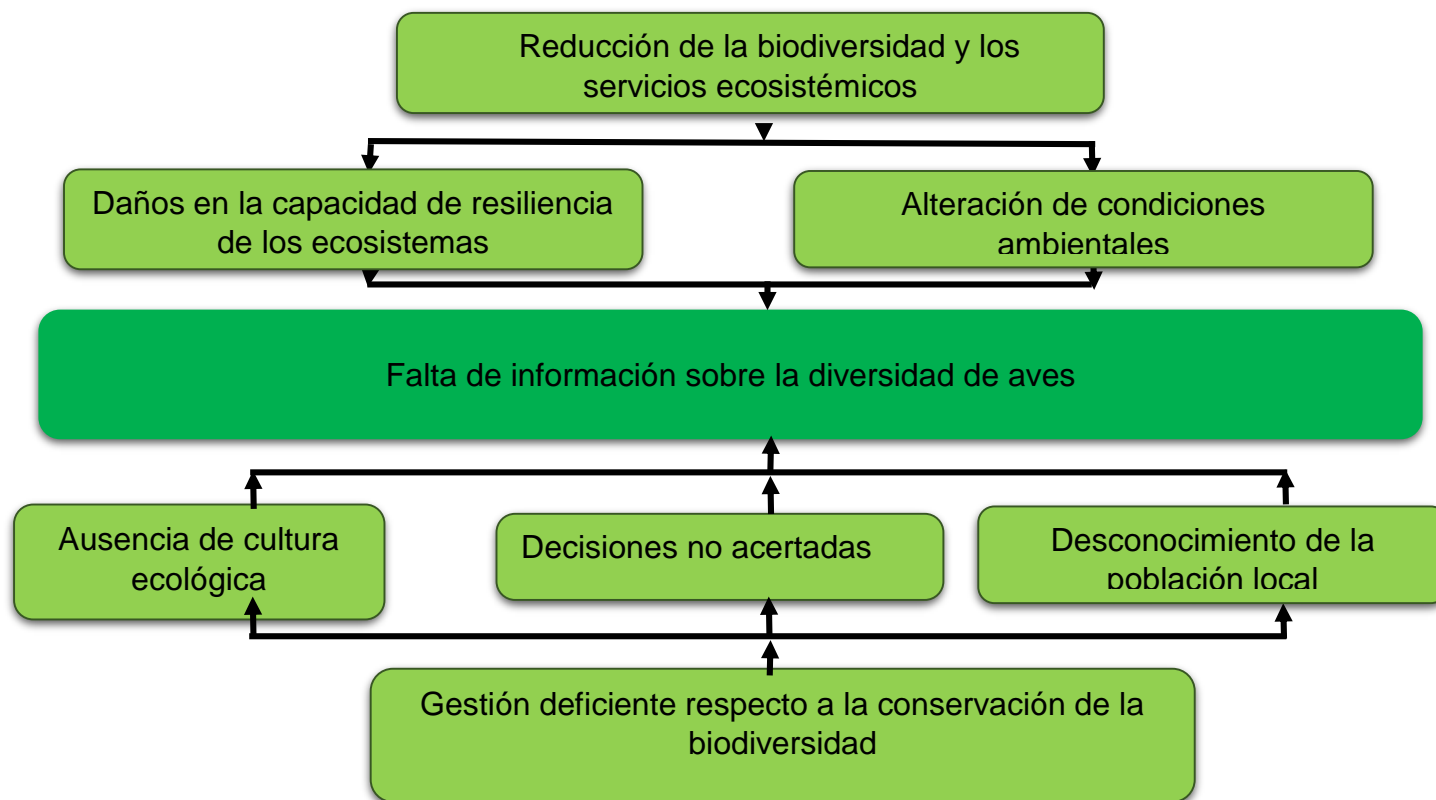 Reducción de la biodiversidad y los
servicios ecosistémicos
Daños en la capacidad de resiliencia
de los ecosistemas
Alteración de condiciones
ambientales
Falta de información sobre la diversidad de aves
Ausencia de cultura
ecológica
Decisiones no acertadas
Desconocimiento de la
población local
Gestión deficiente respecto a la conservación de la
biodiversidad